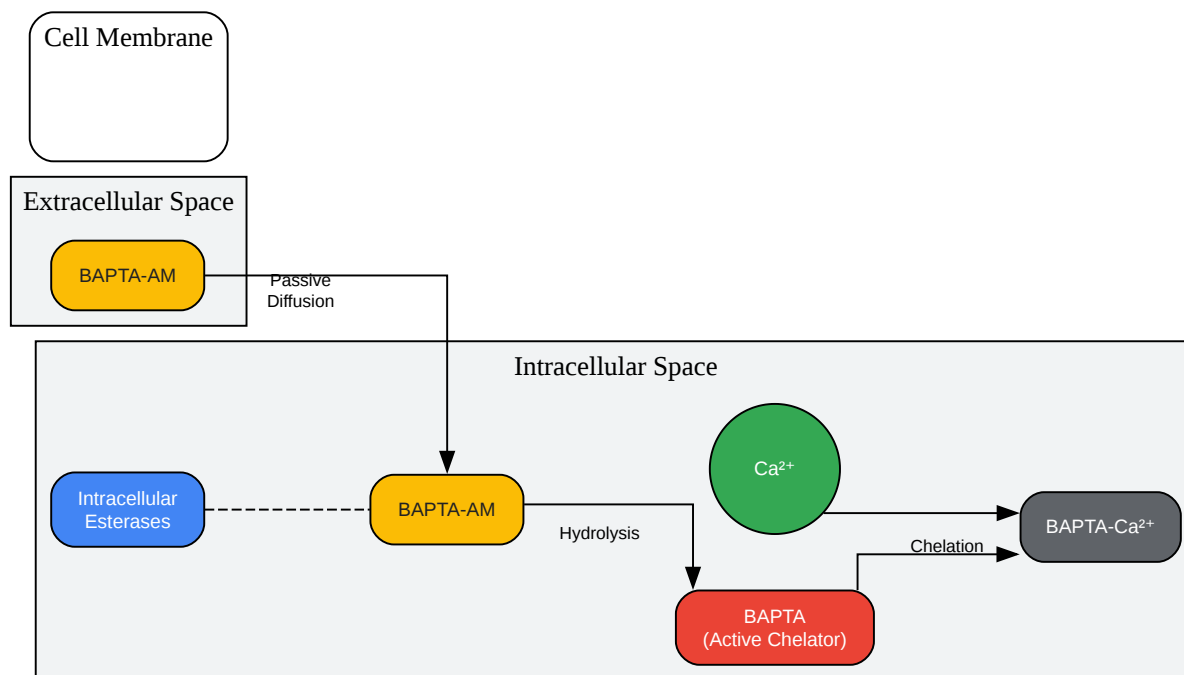 Cell Membrane
Extracellular Space
BAPTA-AM
Passive
Diffusion
Intracellular Space
Ca²⁺
Intracellular
Esterases
BAPTA-AM
Hydrolysis
BAPTA-Ca²⁺
Chelation
BAPTA
(Active Chelator)